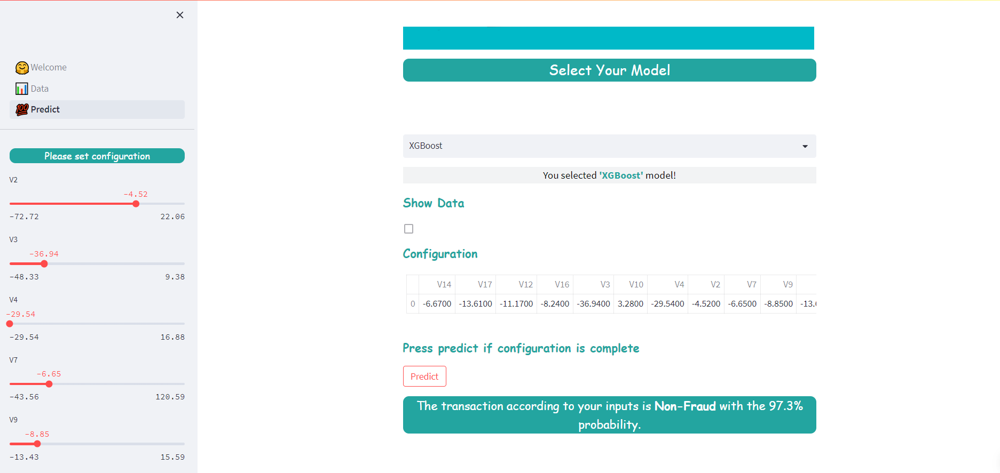 Welcome
Data
Predict
Please set configuration
V2
-4.52
-72.72 22.06
V3
-36.94
-48.33 9.38
V4
-29.54
-29.54 16.88
V7
-6.65
-43.56 120.59
V9
-8.85
-13.43 15.59
Select Your Model
XGBoost
You selected 'XGBoost' model!
Show Data
Configuration
V14 V17 V12 V16 V3 V10 V4 V2 V7 V9
0 -6.6700 -13.6100 -11.1700 -8.2400 -36.9400 3.2800 -29.5400 -4.5200 -6.6500 -8.8500
Press predict if configuration is complete
Predict
The transaction according to your inputs is Non-Fraud with the 97.3%
probability.